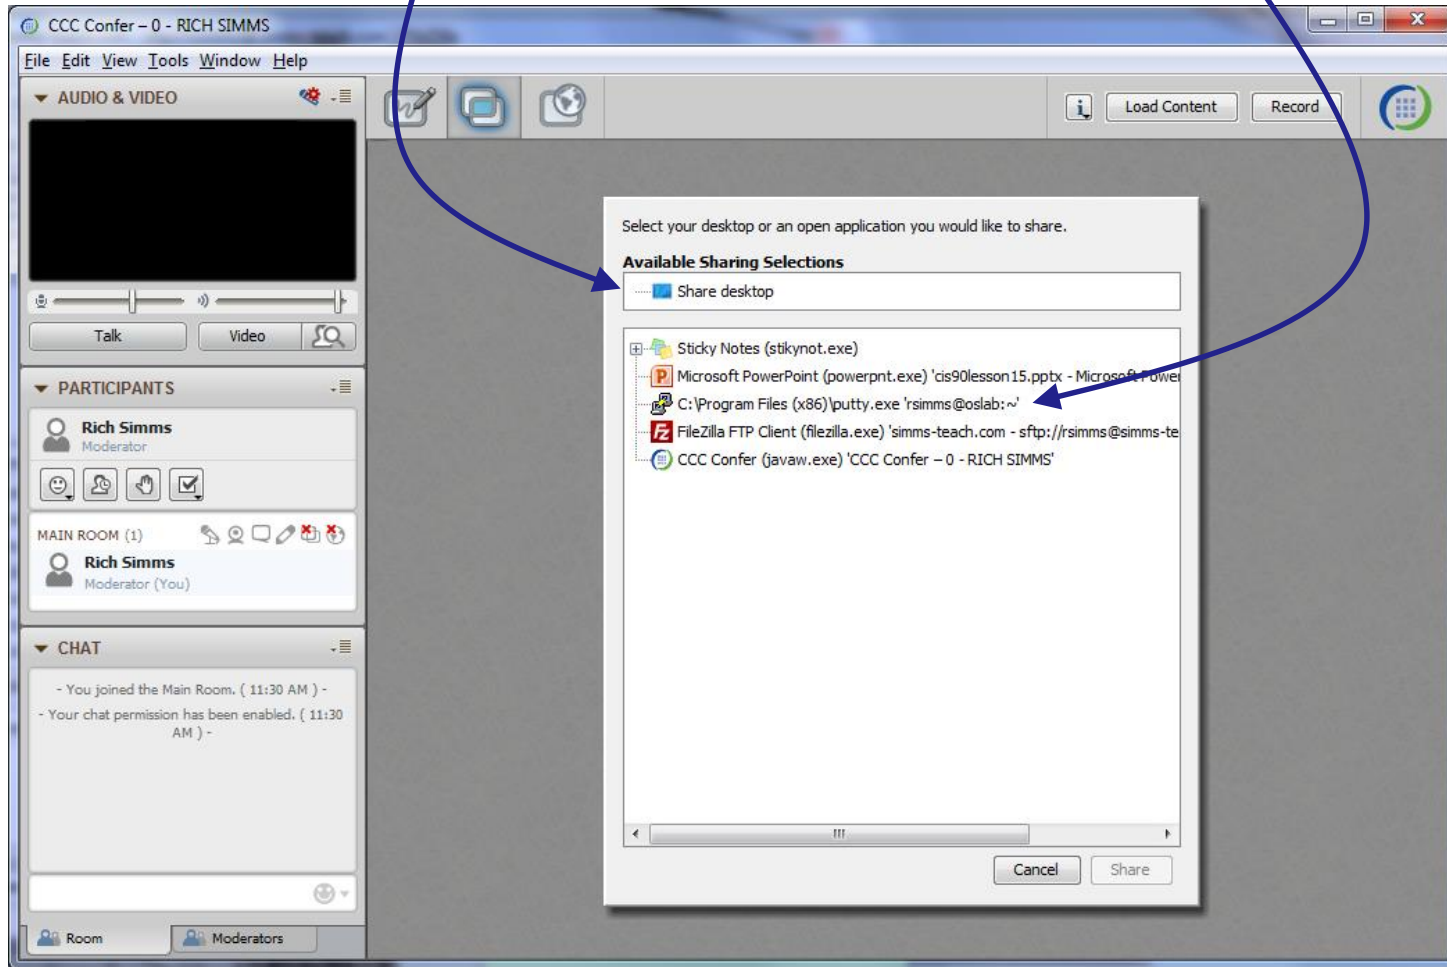 CCC Confer – 0 - RICH SIMMS
File Edit View Tools Window Help
AUDIO & VIDEO
Load Content
Record
Talk
Video
PARTICIPANTS
Rich Simms
Moderator
MAIN ROOM (1)
Rich Simms
Moderator (You)
CHAT
- You joined the Main Room. ( 11:30 AM ) -
- Your chat permission has been enabled. ( 11:30
AM ) -
Room
Moderators
Select your desktop or an open application you would like to share.
Available Sharing Selections
Share desktop
Sticky Notes (stikynot.exe)
Microsoft PowerPoint (powerpnt.exe) 'cis90lesson15.pptx - Microsoft Power
C:\Program Files (x86)\putty.exe 'rsimms@oslab:~'
FileZilla FTP Client (filezilla.exe) 'simms-teach.com - sftp://rsimms@simms-te
CCC Confer (javaw.exe) 'CCC Confer – 0 - RICH SIMMS'
Cancel
Share